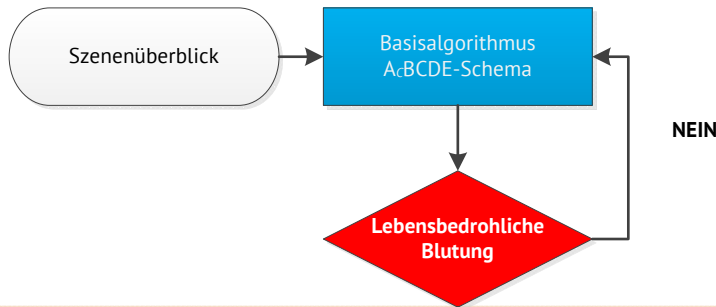 Szenenüberblick
Basisalgorithmus
AcBCDE-Schema
NEIN
Lebensbedrohliche
Blutung